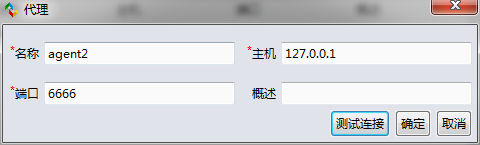 代理
*名称 agent2 *主机 127.0.0.1
*端口 6666 概述
测试连接 确定 取消